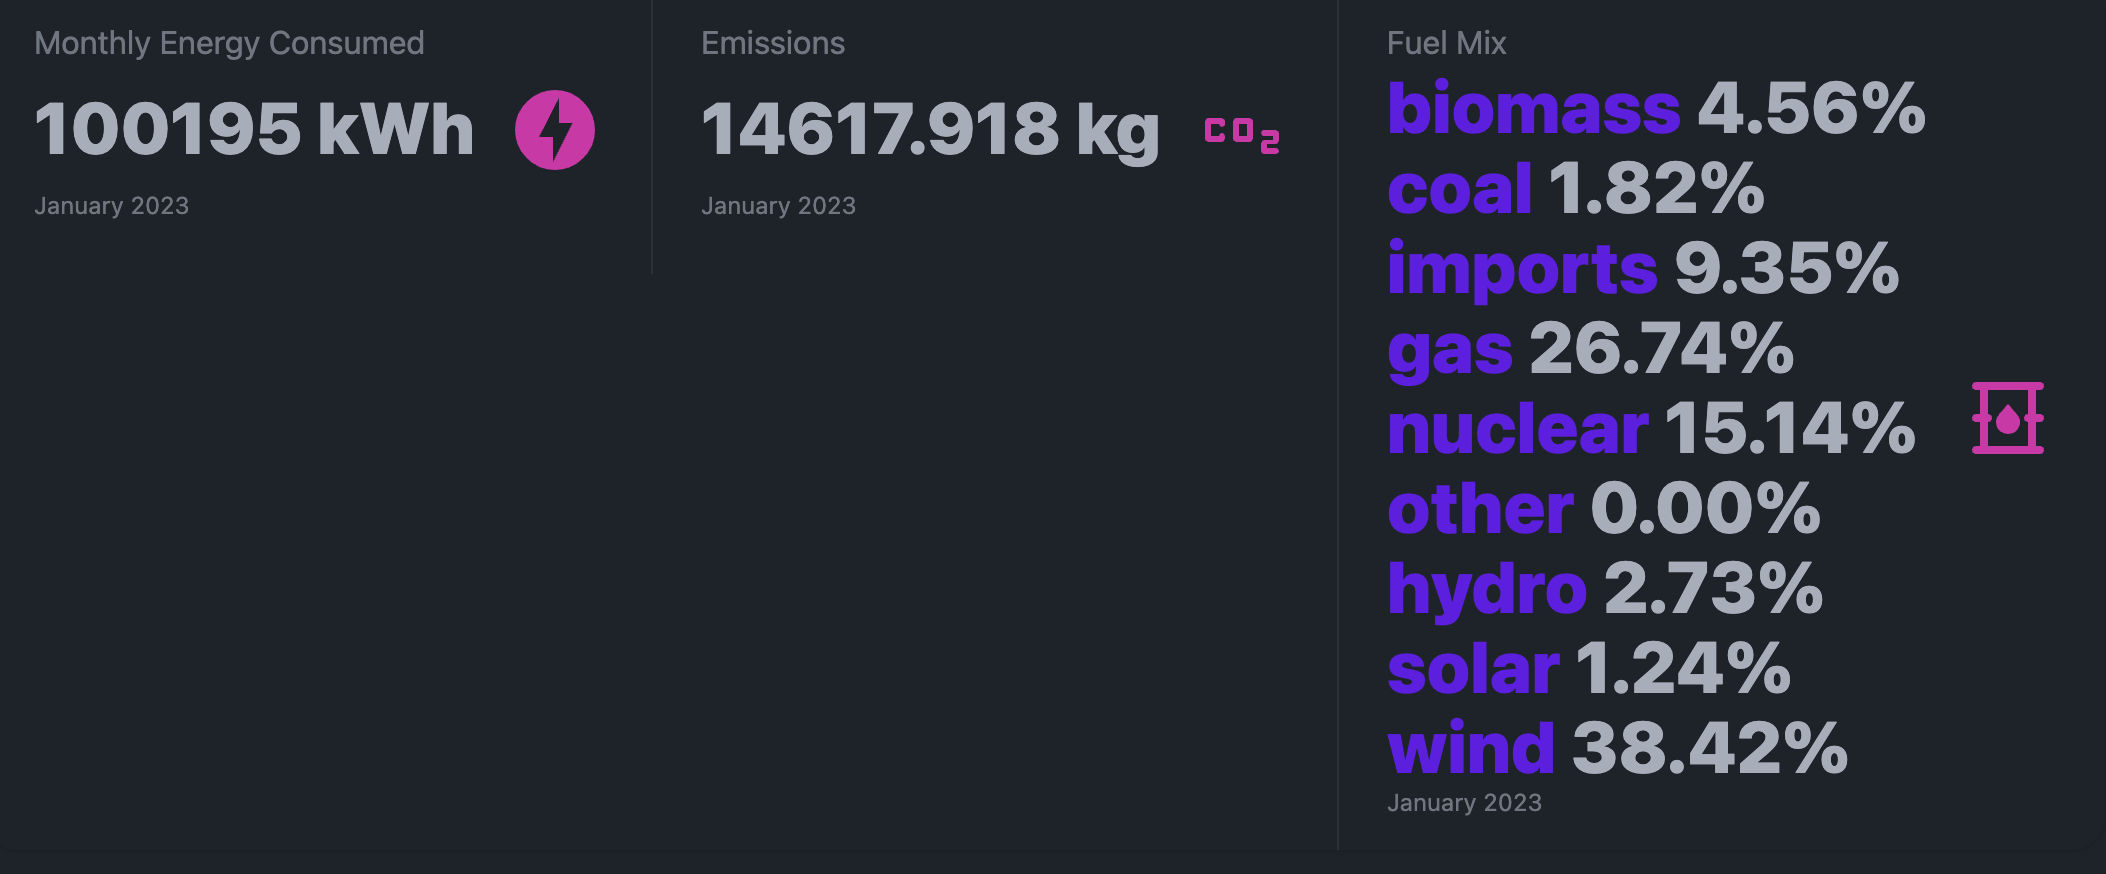 Monthly Energy Consumed
100195 kWh
January 2023
Emissions
14617.918 kg
CO₂
January 2023
Fuel Mix
biomass 4.56%
coal 1.82%
imports 9.35%
gas 26.74%
nuclear 15.14%
other 0.00%
hydro 2.73%
solar 1.24%
wind 38.42%
January 2023